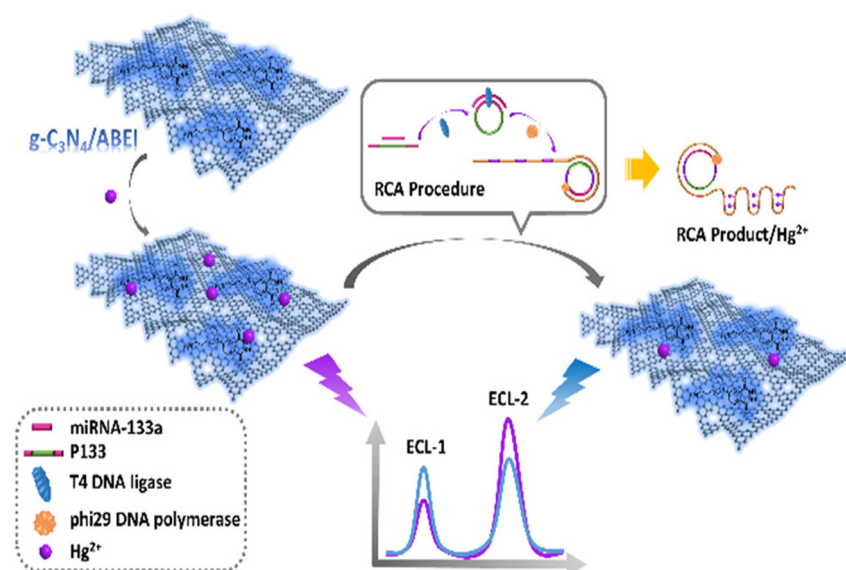 g-C₃N₄/ABEI
RCA Procedure
RCA Product/Hg²⁺
ECL-1
ECL-2
miRNA-133a
P133
T4 DNA ligase
phi29 DNA polymerase
Hg²⁺